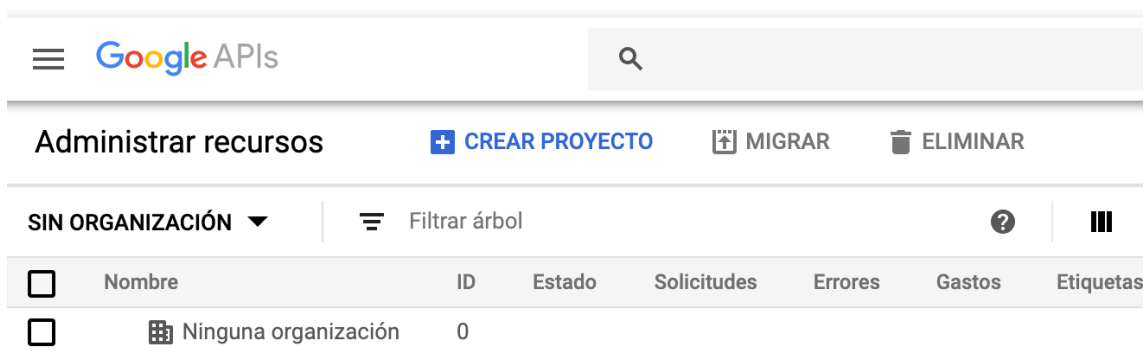 Google APIs
Administrar recursos CREAR PROYECTO MIGRAR ELIMINAR
SIN ORGANIZACIÓN Filtrar árbol
Nombre ID Estado Solicitudes Errores Gastos Etiquetas
Ninguna organización 0